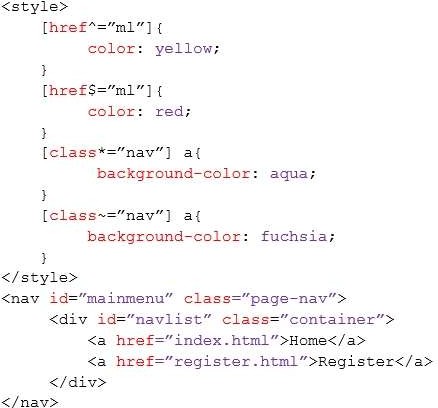 <style>
[href^=”ml”]{
color: yellow;
}
[href$=”ml”]{
color: red;
}
[class*=”nav”] a{
background-color: aqua;
}
[class~=”nav”] a{
background-color: fuchsia;
}
</style>
<nav id=”mainmenu” class=”page-nav”>
<div id=”navlist” class=”container”>
<a href=”index.html”>Home</a>
<a href=”register.html”>Register</a>
</div>
</nav>